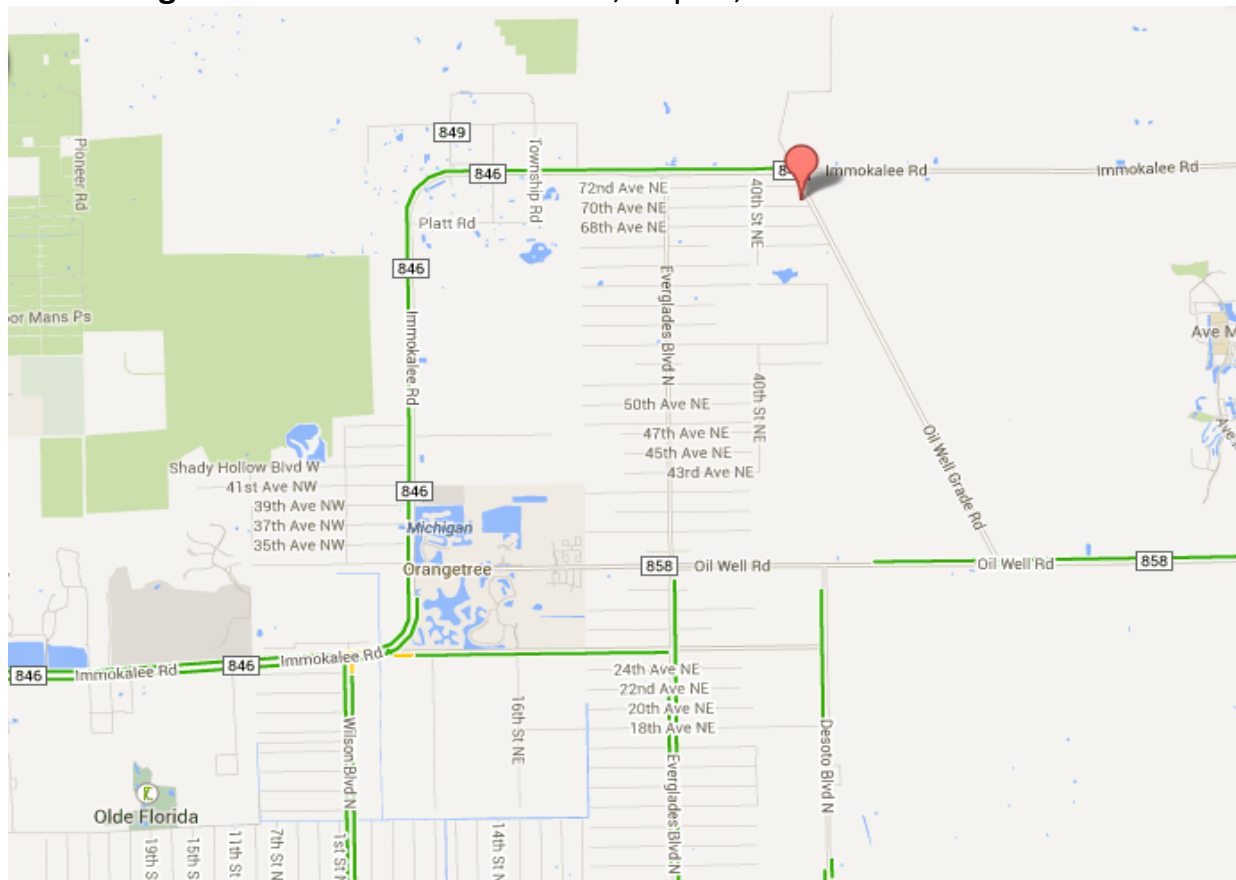 849
Pioneer Rd
846
Township Rd
Immokalee Rd
Immokalee Rd
72nd Ave NE
70th Ave NE
68th Ave NE
40th St NE
Platt Rd
846
Everglades Blvd N
Immokalee Rd
or Mans Ps
Ave M
50th Ave NE
40th St NE
47th Ave NE
45th Ave NE
43rd Ave NE
Oil Well Grade Rd
Shady Hollow Blvd W
41st Ave NW
39th Ave NW
37th Ave NW
35th Ave NW
846
Michigan
Orangetree
858
Oil Well Rd
Oil Well Rd
858
846
Immokalee Rd
846
Immokalee Rd
24th Ave NE
22nd Ave NE
20th Ave NE
18th Ave NE
16th St NE
Wilson Blvd N
Everglades Blvd N
Desoto Blvd N
Olde Florida
19th S
15th S
11th S
7th St N
1st St N
14th St N